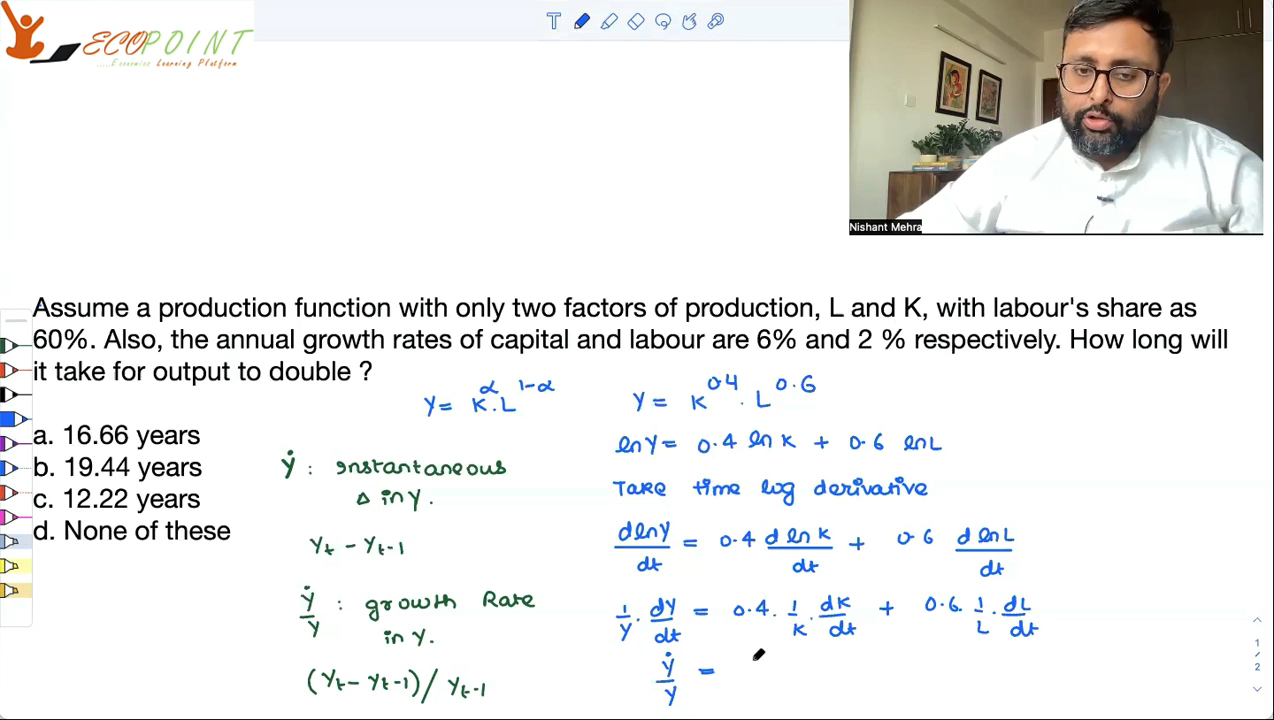 ECOPOINT
.....Economics Learning Platform
Nishant Mehra
Assume a production function with only two factors of production, L and K, with labour's share as
60%. Also, the annual growth rates of capital and labour are 6% and 2 % respectively. How long will
it take for output to double ?
a. 16.66 years
b. 19.44 years
c. 12.22 years
d. None of these
Y = K^α . L^(1-α)
Ẏ : instantaneous
Δ in Y.
Yt - Yt-1
Ẏ/Y : growth Rate
in Y.
(Yt - Yt-1) / Yt-1
Y = K^0.4 . L^0.6
ln Y = 0.4 ln K + 0.6 ln L
Take time log derivative
d ln Y/dt = 0.4 d ln K/dt + 0.6 d ln L/dt
1/Y . dY/dt = 0.4 . 1/K . dK/dt + 0.6 . 1/L . dL/dt
Ẏ/Y =
1
/
2